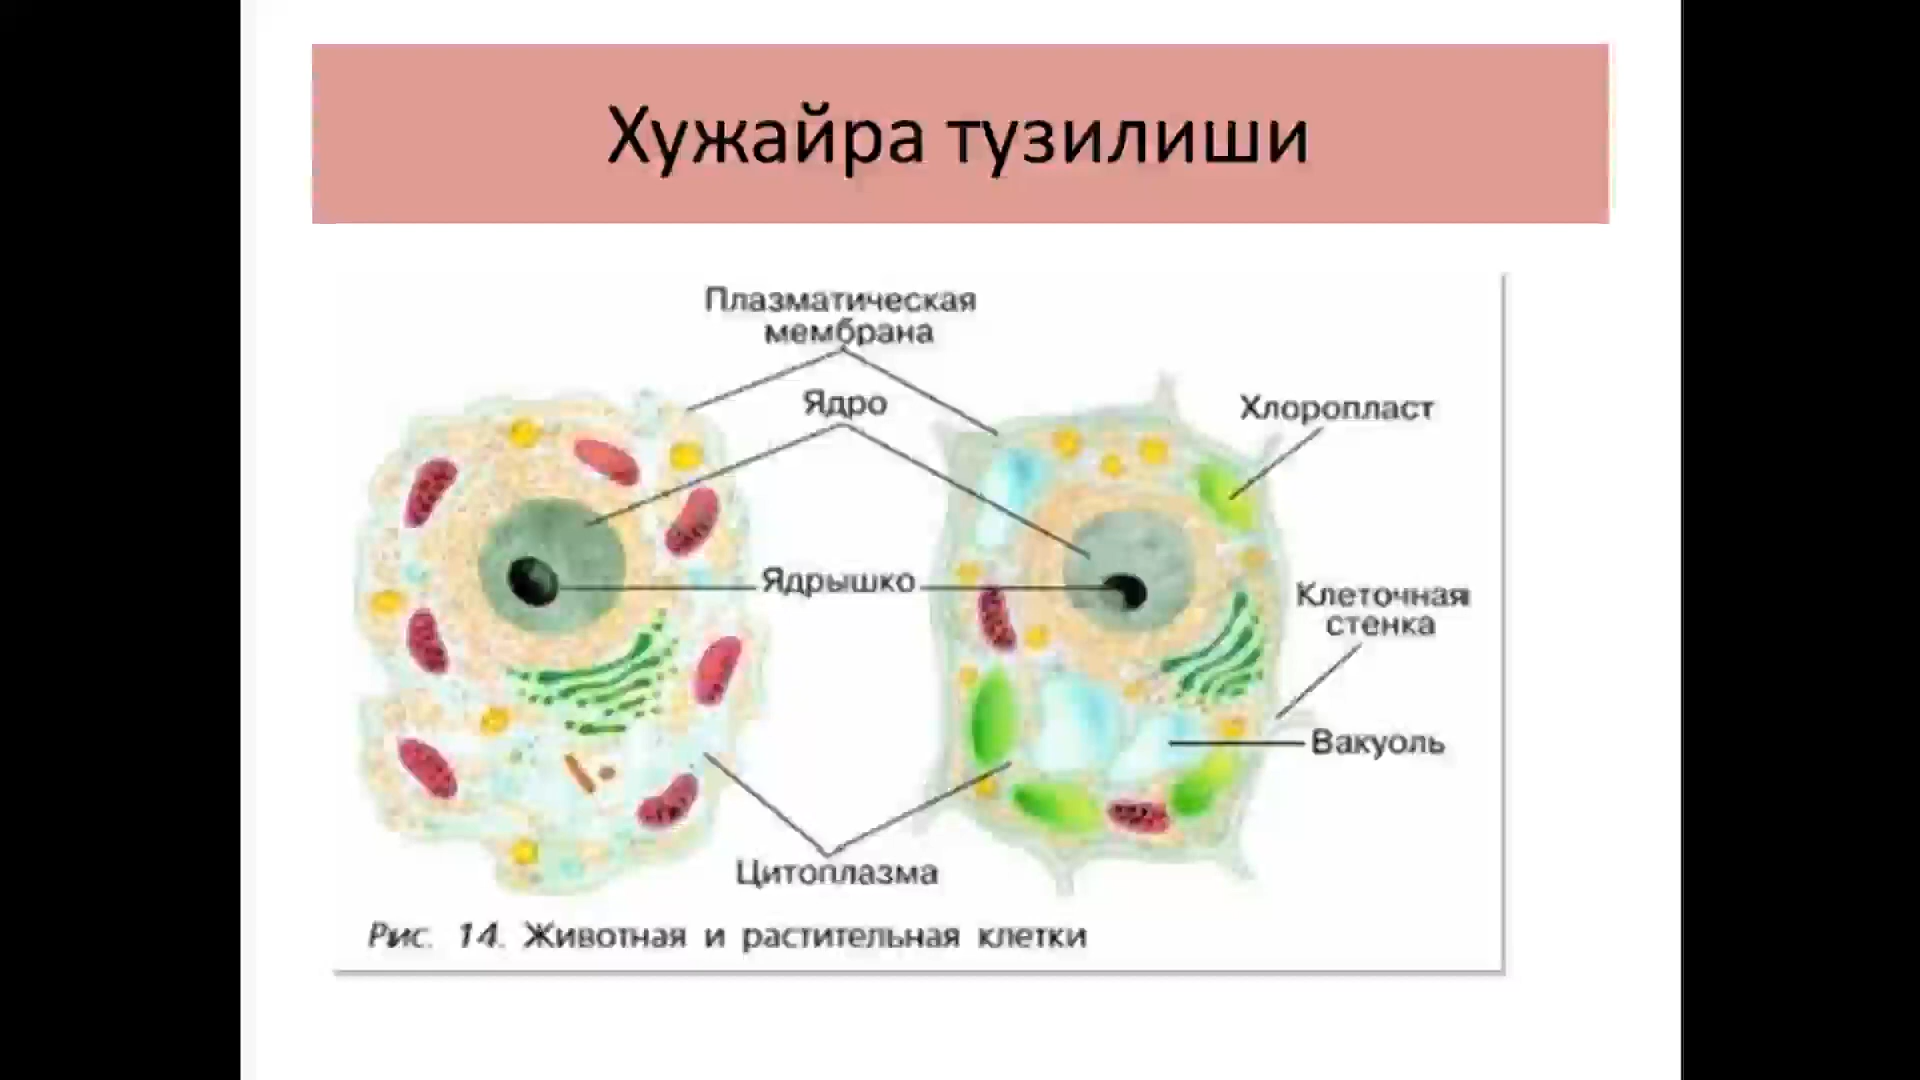 Хужайра тузилиши
Плазматическая
мембрана
Ядро
Хлоропласт
Ядрышко
Клеточная
стенка
Вакуоль
Цитоплазма
Рис. 14. Животная и растительная клетки